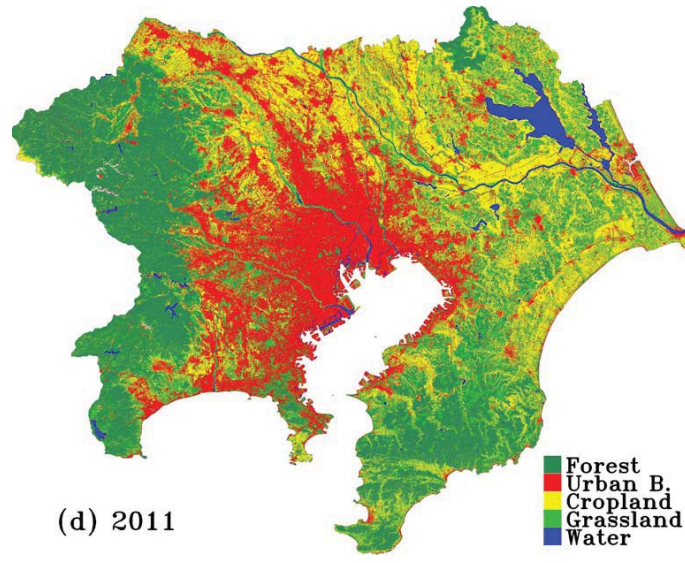 Forest
Urban B.
Cropland
Grassland
Water
(d) 2011